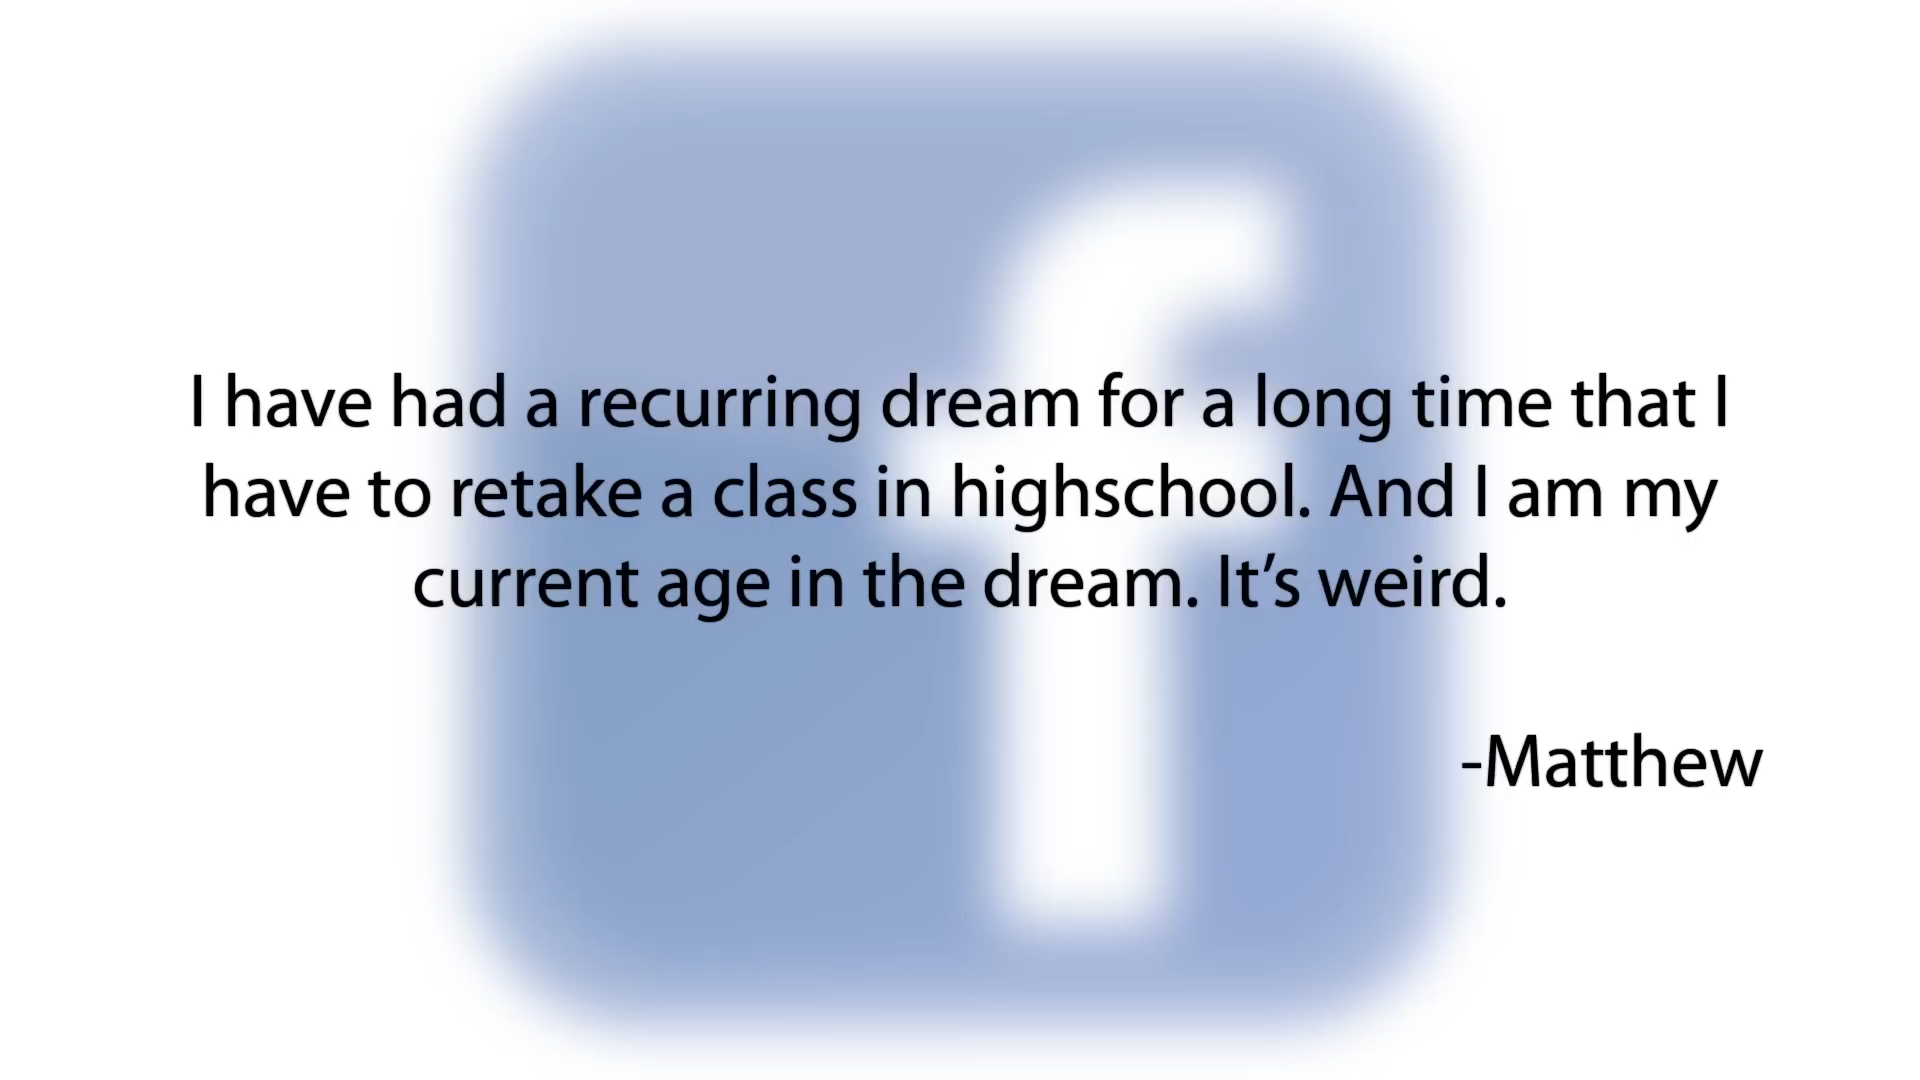 I have had a recurring dream for a long time that I
have to retake a class in highschool. And I am my
current age in the dream. It’s weird.
-Matthew